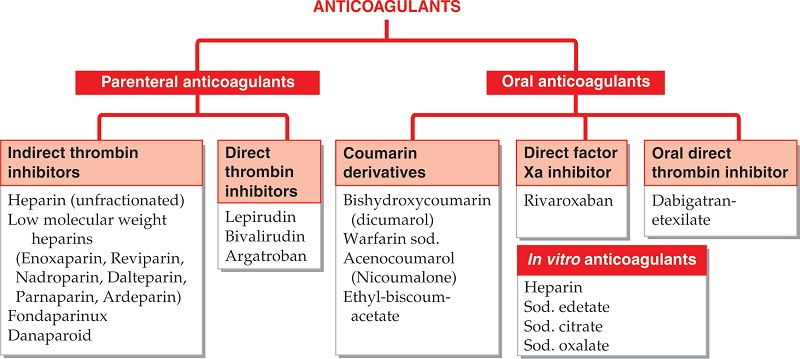 ANTICOAGULANTS
Parenteral anticoagulants
Oral anticoagulants
Indirect thrombin
inhibitors
Heparin (unfractionated)
Low molecular weight
heparins
(Enoxaparin, Reviparin,
Nadroparin, Dalteparin,
Parnaparin, Ardeparin)
Fondaparinux
Danaparoid
Direct
thrombin
inhibitors
Lepirudin
Bivalirudin
Argatroban
Coumarin
derivatives
Bishydroxycoumarin
(dicumarol)
Warfarin sod.
Acenocoumarol
(Nicoumalone)
Ethyl-biscoum-
acetate
Direct factor
Xa inhibitor
Rivaroxaban
Oral direct
thrombin inhibitor
Dabigatran-
etexilate
In vitro anticoagulants
Heparin
Sod. edetate
Sod. citrate
Sod. oxalate